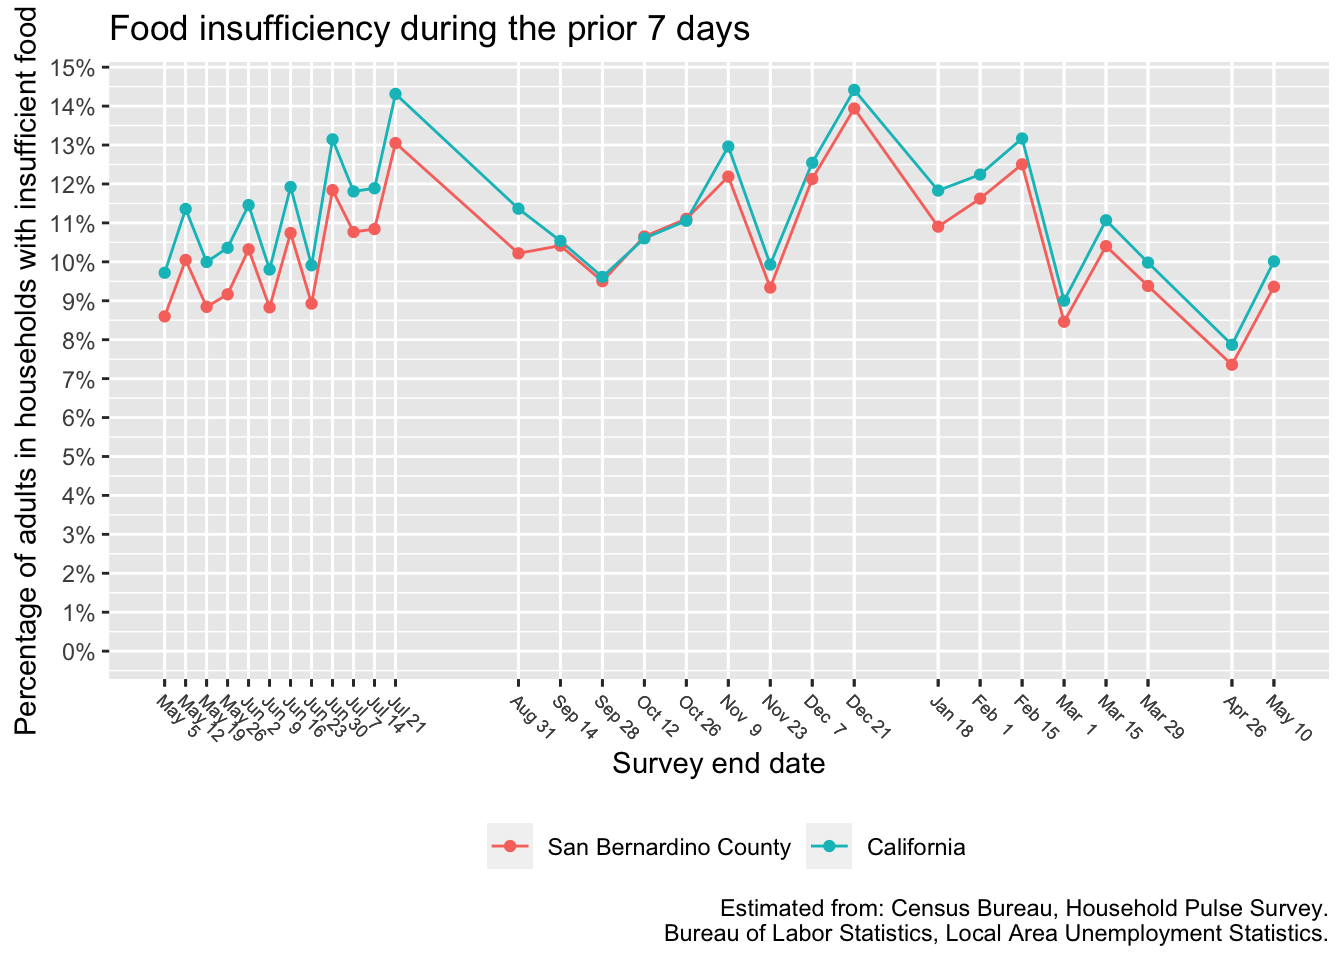 Food insufficiency during the prior 7 days
Percentage of adults in households with insufficient food
15%
14%
13%
12%
11%
10%
9%
8%
7%
6%
5%
4%
3%
2%
1%
0%
May 5
May 12
May 19
May 26
Jun 2
Jun 9
Jun 16
Jun 23
Jun 30
Jul 7
Jul 14
Jul 21
Aug 31
Sep 14
Sep 28
Oct 12
Oct 26
Nov 9
Nov 23
Dec 7
Dec 21
Jan 18
Feb 1
Feb 15
Mar 1
Mar 15
Mar 29
Apr 26
May 10
Survey end date
San Bernardino County
California
Estimated from: Census Bureau, Household Pulse Survey.
Bureau of Labor Statistics, Local Area Unemployment Statistics.